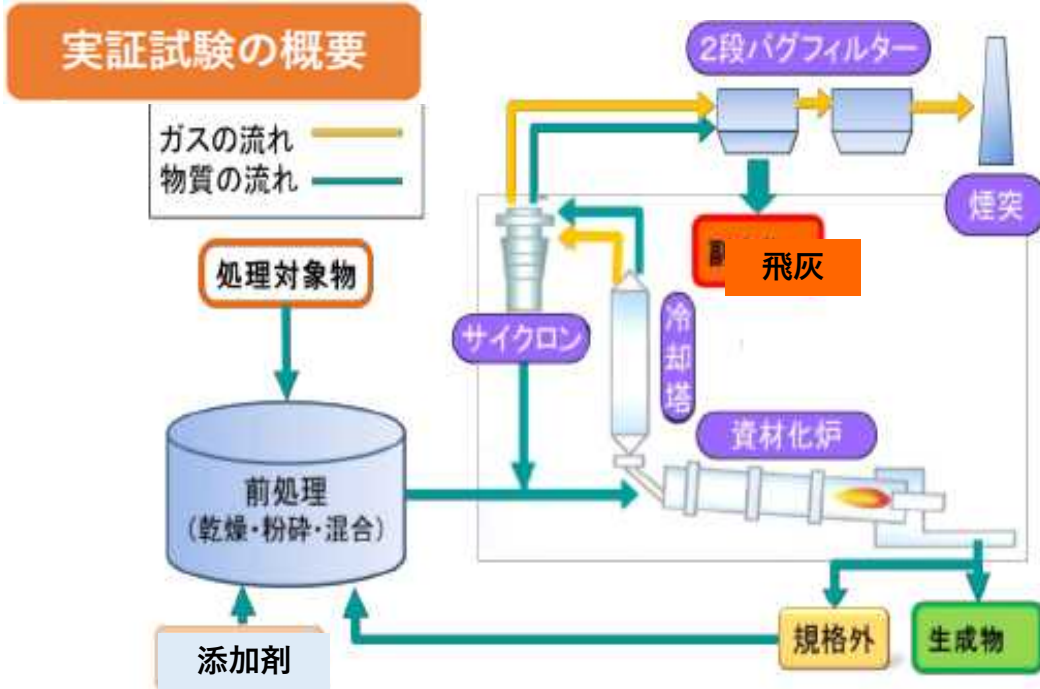 実証試験の概要
2段バグフィルター
ガスの流れ
物質の流れ
煙突
処理対象物
飛灰
サイクロン
冷却塔
資材化炉
前処理
(乾燥・粉砕・混合)
添加剤
規格外
生成物